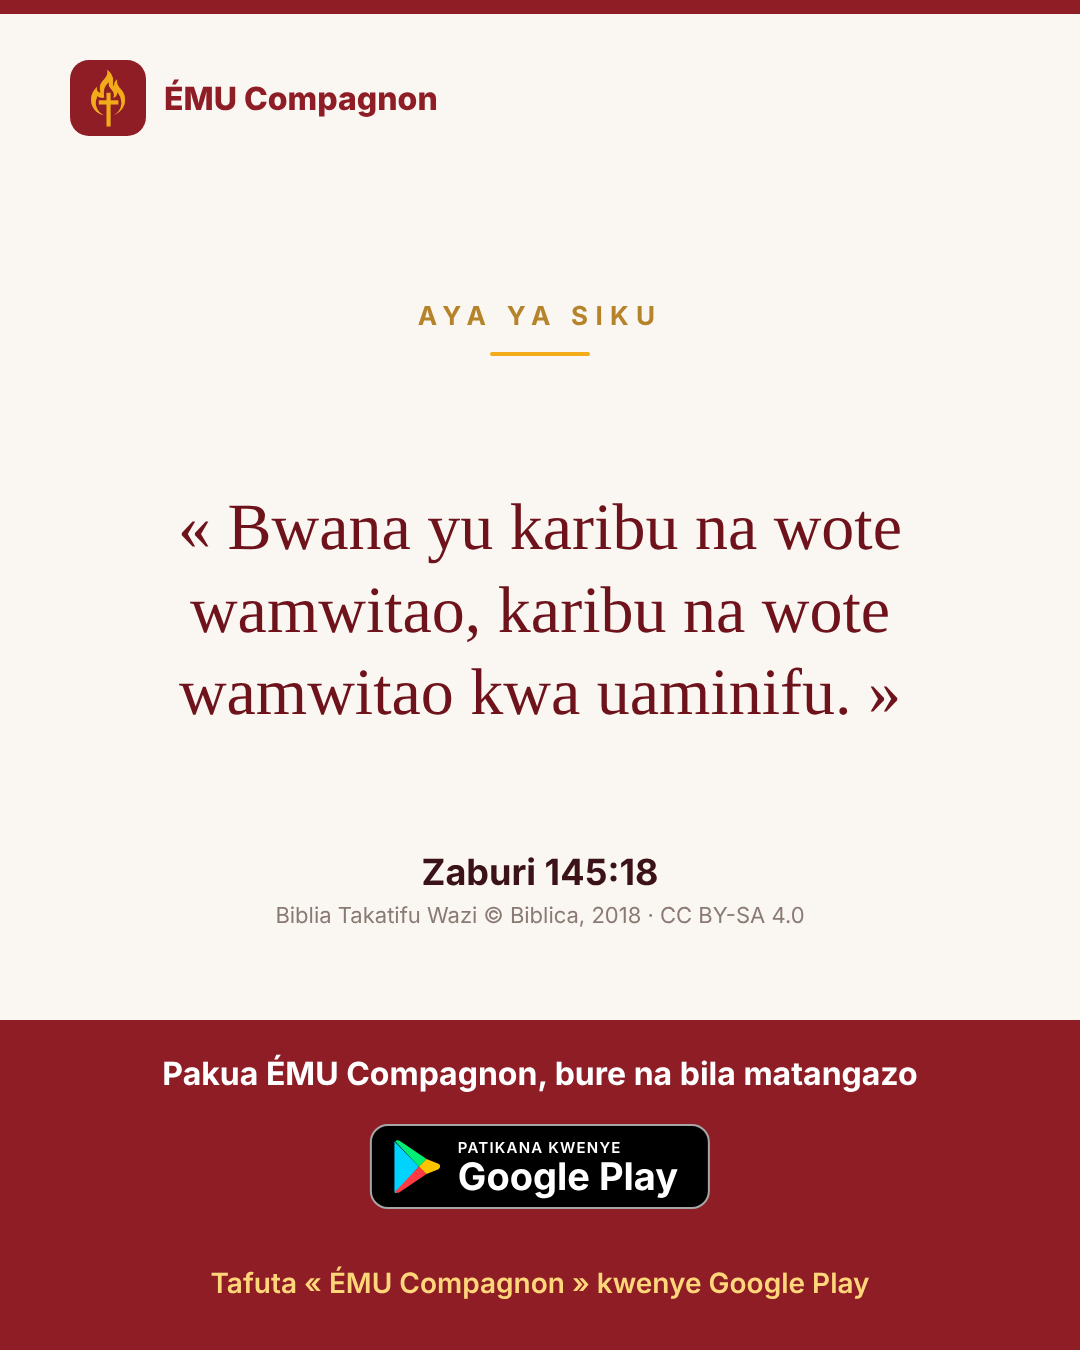 ÉMU Compagnon
AYA YA SIKU
« Bwana yu karibu na wote
wamwitao, karibu na wote
wamwitao kwa uaminifu. »
Zaburi 145:18
Biblia Takatifu Wazi © Biblica, 2018 · CC BY-SA 4.0
Pakua ÉMU Compagnon, bure na bila matangazo
PATIKANA KWENYE
Google Play
Tafuta « ÉMU Compagnon » kwenye Google Play